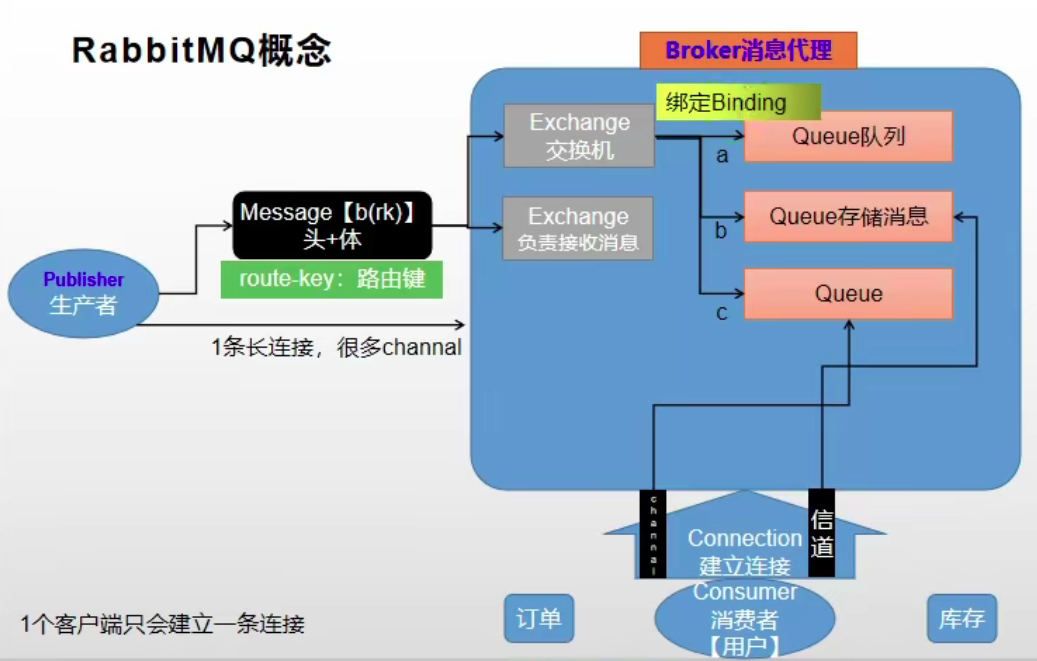 RabbitMQ概念
Broker消息代理
绑定Binding
Exchange
交换机
Queue队列
a
Message【b(rk)】
头+体
Exchange
负责接收消息
Queue存储消息
b
route-key：路由键
Publisher
生产者
Queue
c
1条长连接，很多channal
channal
信道
Connection
建立连接
Consumer
消费者
【用户】
订单
库存
1个客户端只会建立一条连接